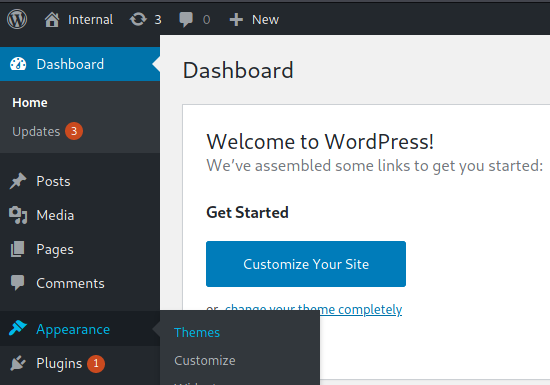 Internal 3 0 New
Dashboard
Home
Updates 3
Posts
Media
Pages
Comments
Appearance
Plugins 1
Themes
Customize
Dashboard
Welcome to WordPress!
We've assembled some links to get you started:
Get Started
Customize Your Site
or, change your theme completely